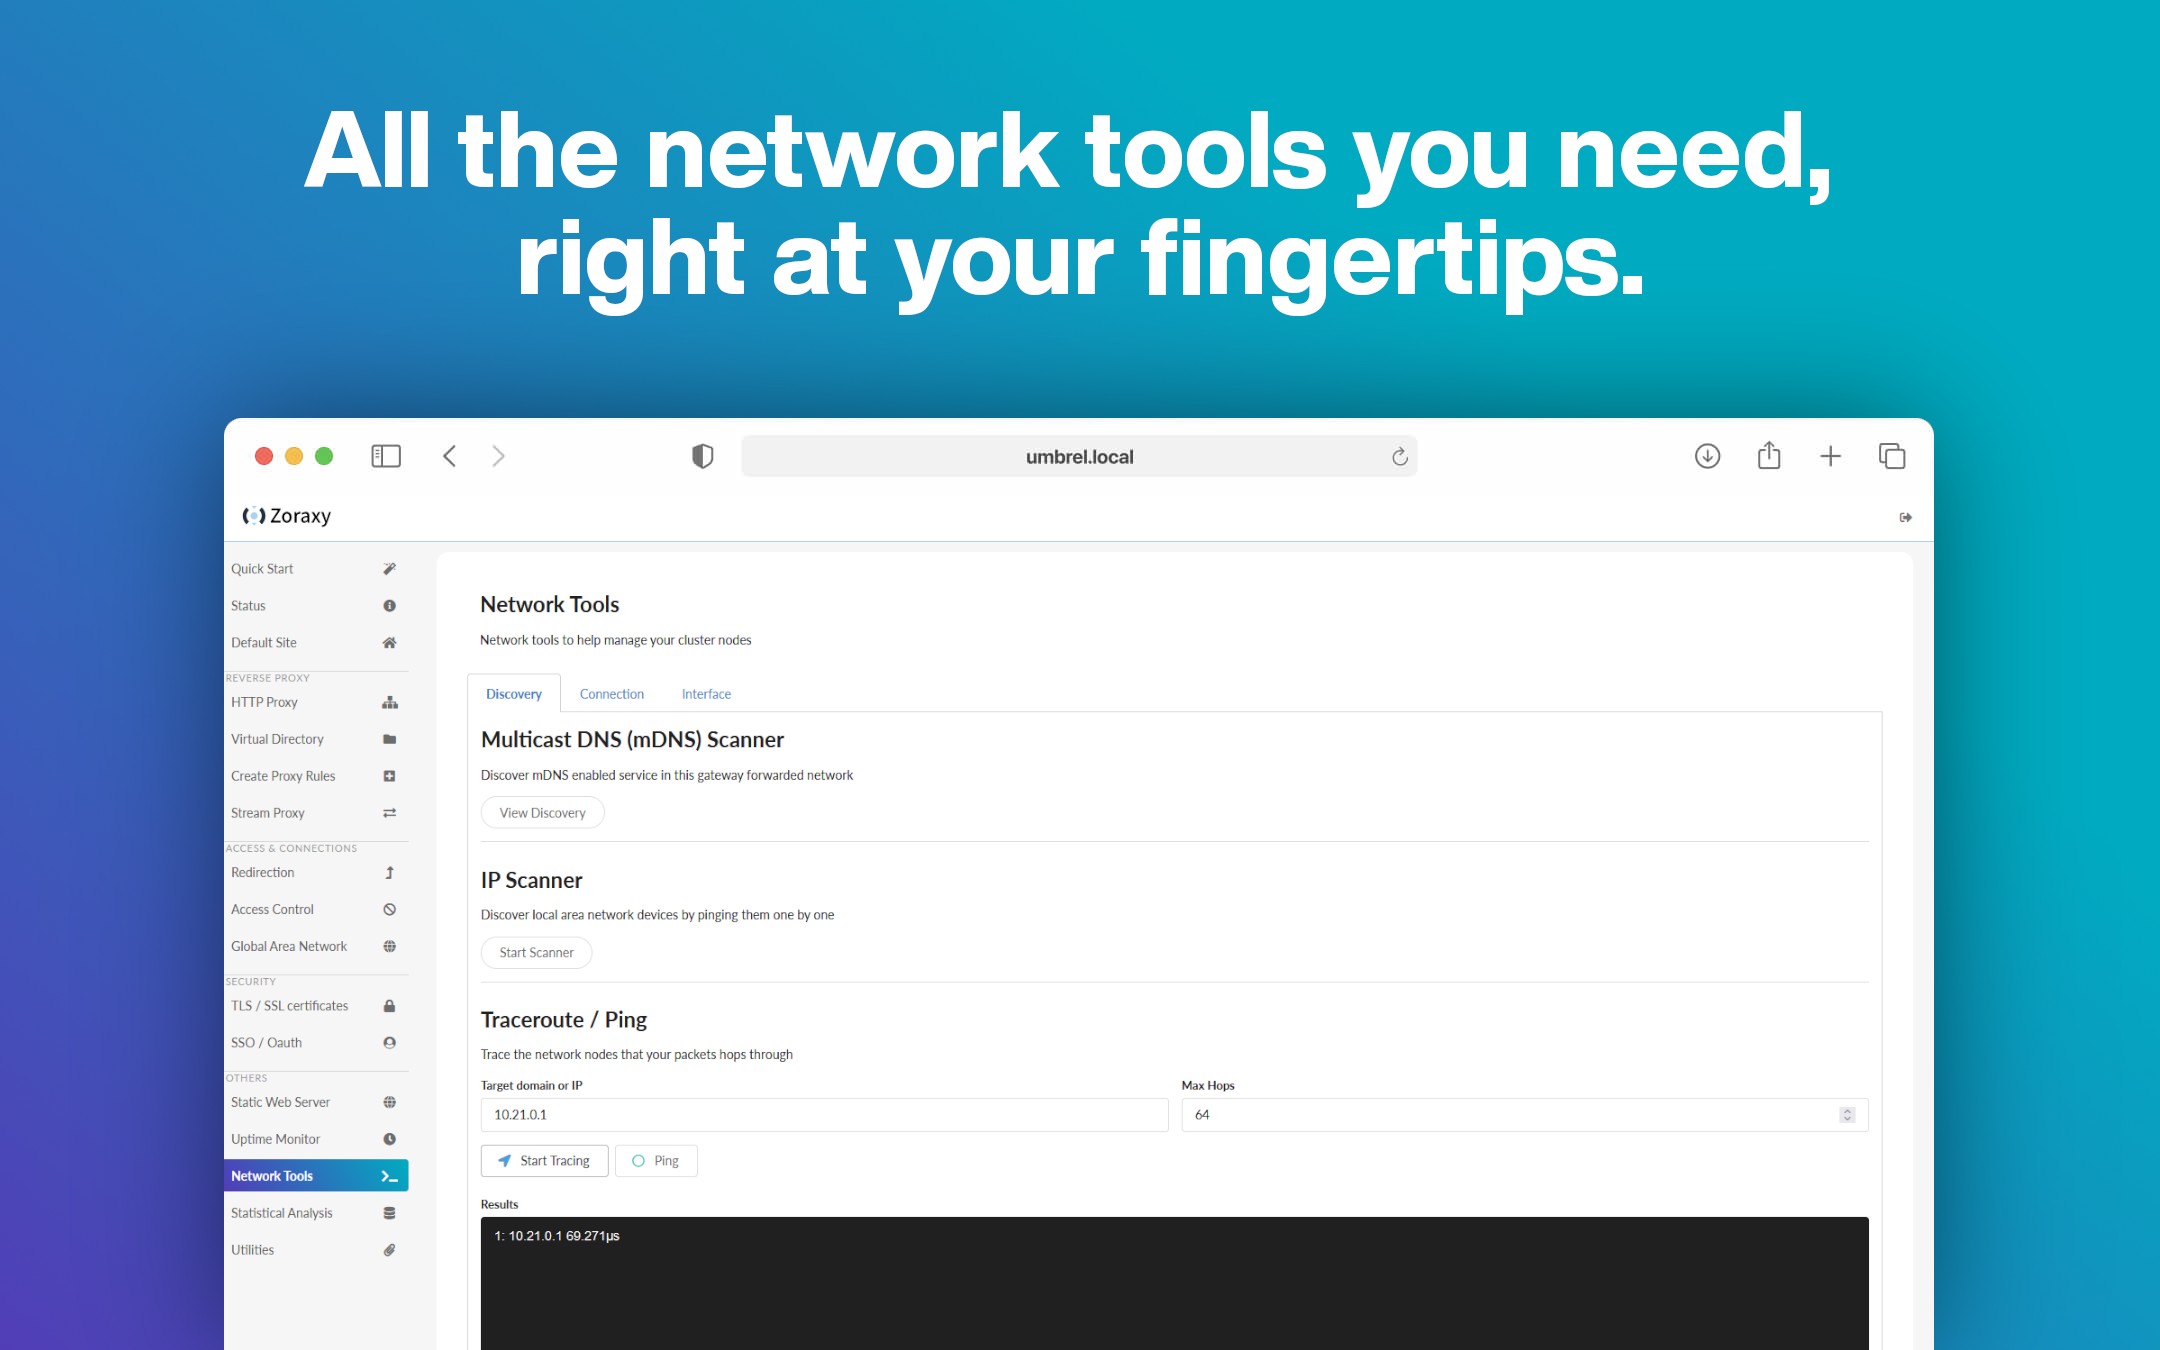 All the network tools you need,
right at your fingertips.
umbrel.local
Zoraxy
Quick Start
Status
Default Site
REVERSE PROXY
HTTP Proxy
Virtual Directory
Create Proxy Rules
Stream Proxy
ACCESS & CONNECTIONS
Redirection
Access Control
Global Area Network
SECURITY
TLS / SSL certificates
SSO / Oauth
OTHERS
Static Web Server
Uptime Monitor
Network Tools
Statistical Analysis
Utilities
Network Tools
Network tools to help manage your cluster nodes
Discovery Connection Interface
Multicast DNS (mDNS) Scanner
Discover mDNS enabled service in this gateway forwarded network
View Discovery
IP Scanner
Discover local area network devices by pinging them one by one
Start Scanner
Traceroute / Ping
Trace the network nodes that your packets hops through
Target domain or IP Max Hops
10.21.0.1 64
Start Tracing Ping
Results
1: 10.21.0.1 69.271µs